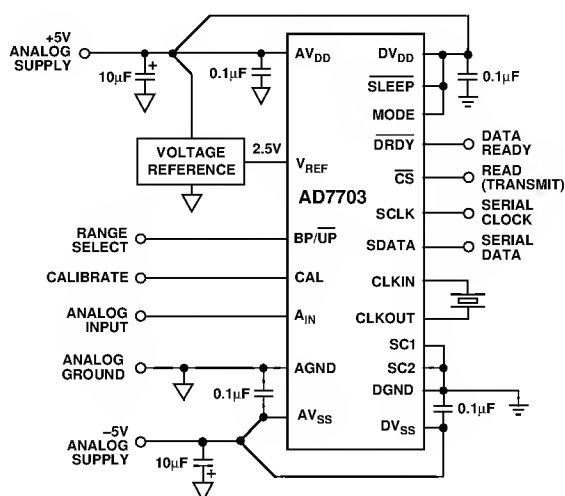 +5V
ANALOG
SUPPLY
10µF
+
0.1µF
AVDD
DVDD
0.1µF
SLEEP
MODE
VOLTAGE
REFERENCE
2.5V
VREF
DRDY
DATA
READY
CS
READ
(TRANSMIT)
AD7703
SCLK
SERIAL
CLOCK
RANGE
SELECT
BP/UP
SDATA
SERIAL
DATA
CALIBRATE
CAL
CLKIN
ANALOG
INPUT
AIN
CLKOUT
SC1
ANALOG
GROUND
AGND
SC2
DGND
0.1µF
AVSS
0.1µF
DVSS
–5V
ANALOG
SUPPLY
10µF
+